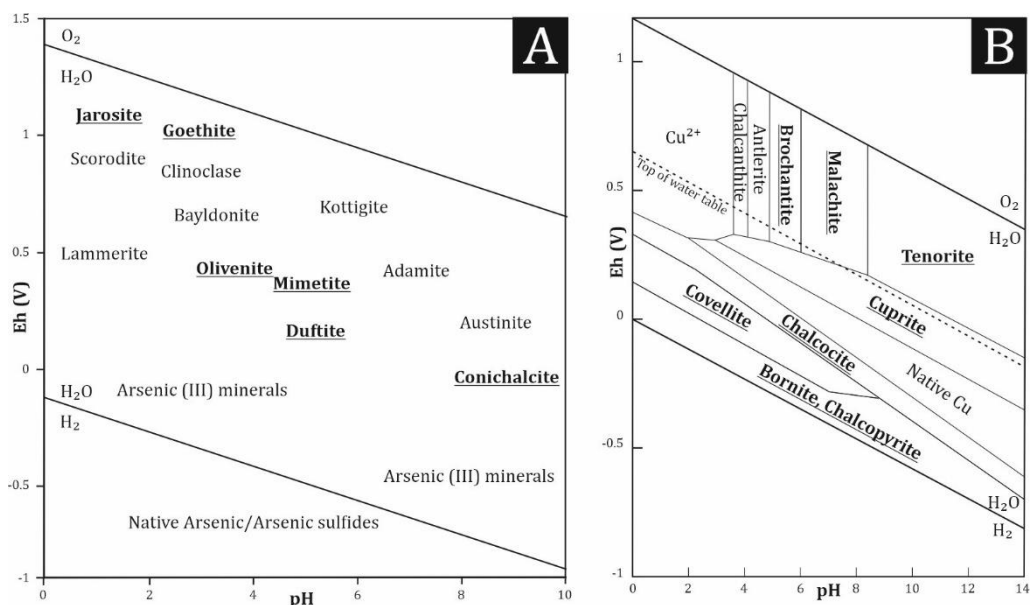 A
1.5
1
0.5
0
-0.5
-1
Eh (V)
O₂
H₂O
Jarosite
Goethite
Scorodite
Clinoclase
Bayldonite
Kottigite
Lammerite
Olivenite
Mimetite
Adamite
Duftite
Austinite
Conichalcite
H₂O
H₂
Arsenic (III) minerals
Arsenic (III) minerals
Native Arsenic/Arsenic sulfides
0
2
4
6
8
10
pH
B
1
0.5
0
-0.5
-1
Eh (V)
Cu²⁺
Chalcanthite
Antlerite
Brochantite
Malachite
Top of water table
O₂
H₂O
Tenorite
Cuprite
Covellite
Chalcocite
Native Cu
Bornite, Chalcopyrite
H₂O
H₂
0
2
4
6
8
10
12
14
pH